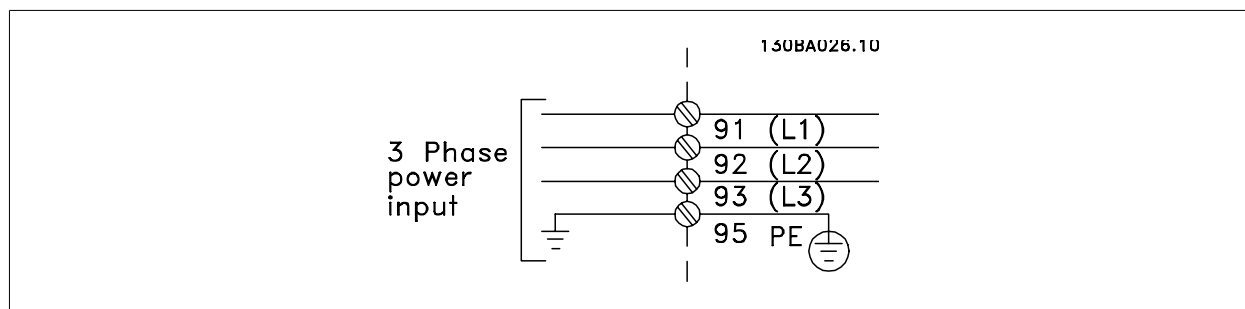 130BA026.10
91 (L1)
3 Phase
92 (L2)
power
93 (L3)
input
95 PE